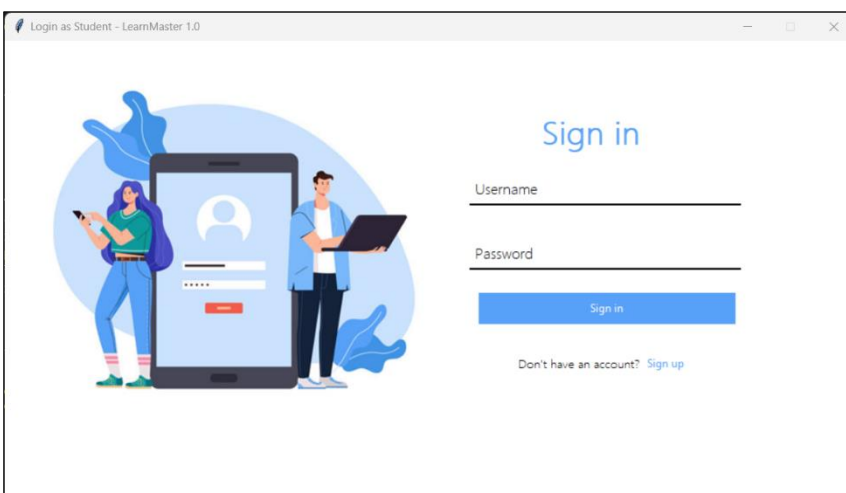 Login as Student - LearnMaster 1.0
Sign in
Username
Password
Sign in
Don't have an account? Sign up